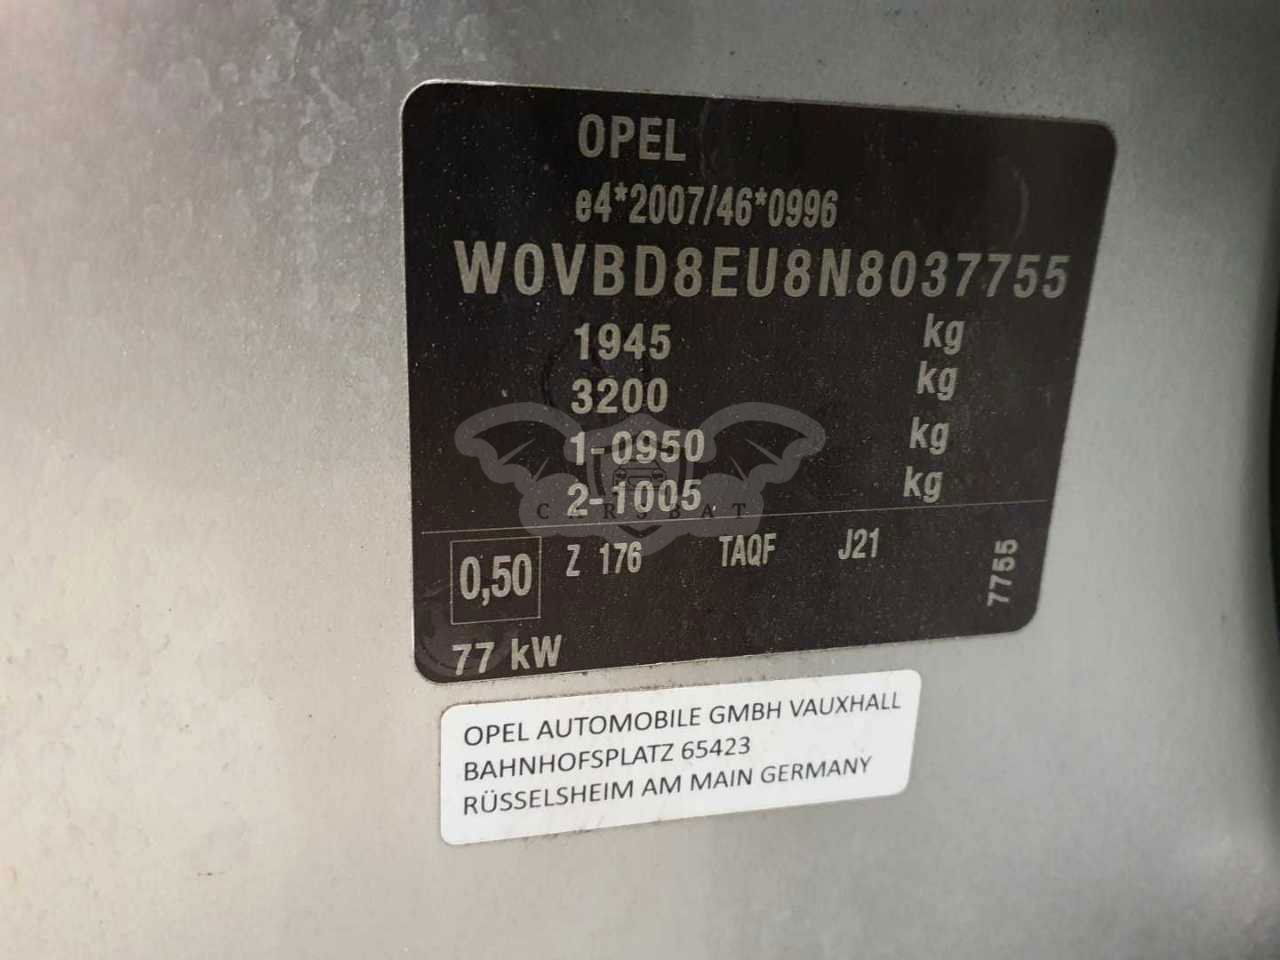 OPEL
e4*2007/46*0996
W0VBD8EU8N8037755
1945 kg
3200 kg
1-0950 kg
2-1005 kg
CARSBAT
0,50 Z 176 TAQF J21
7755
77 kW
OPEL AUTOMOBILE GMBH VAUXHALL
BAHNHOFSPLATZ 65423
RÜSSELSHEIM AM MAIN GERMANY